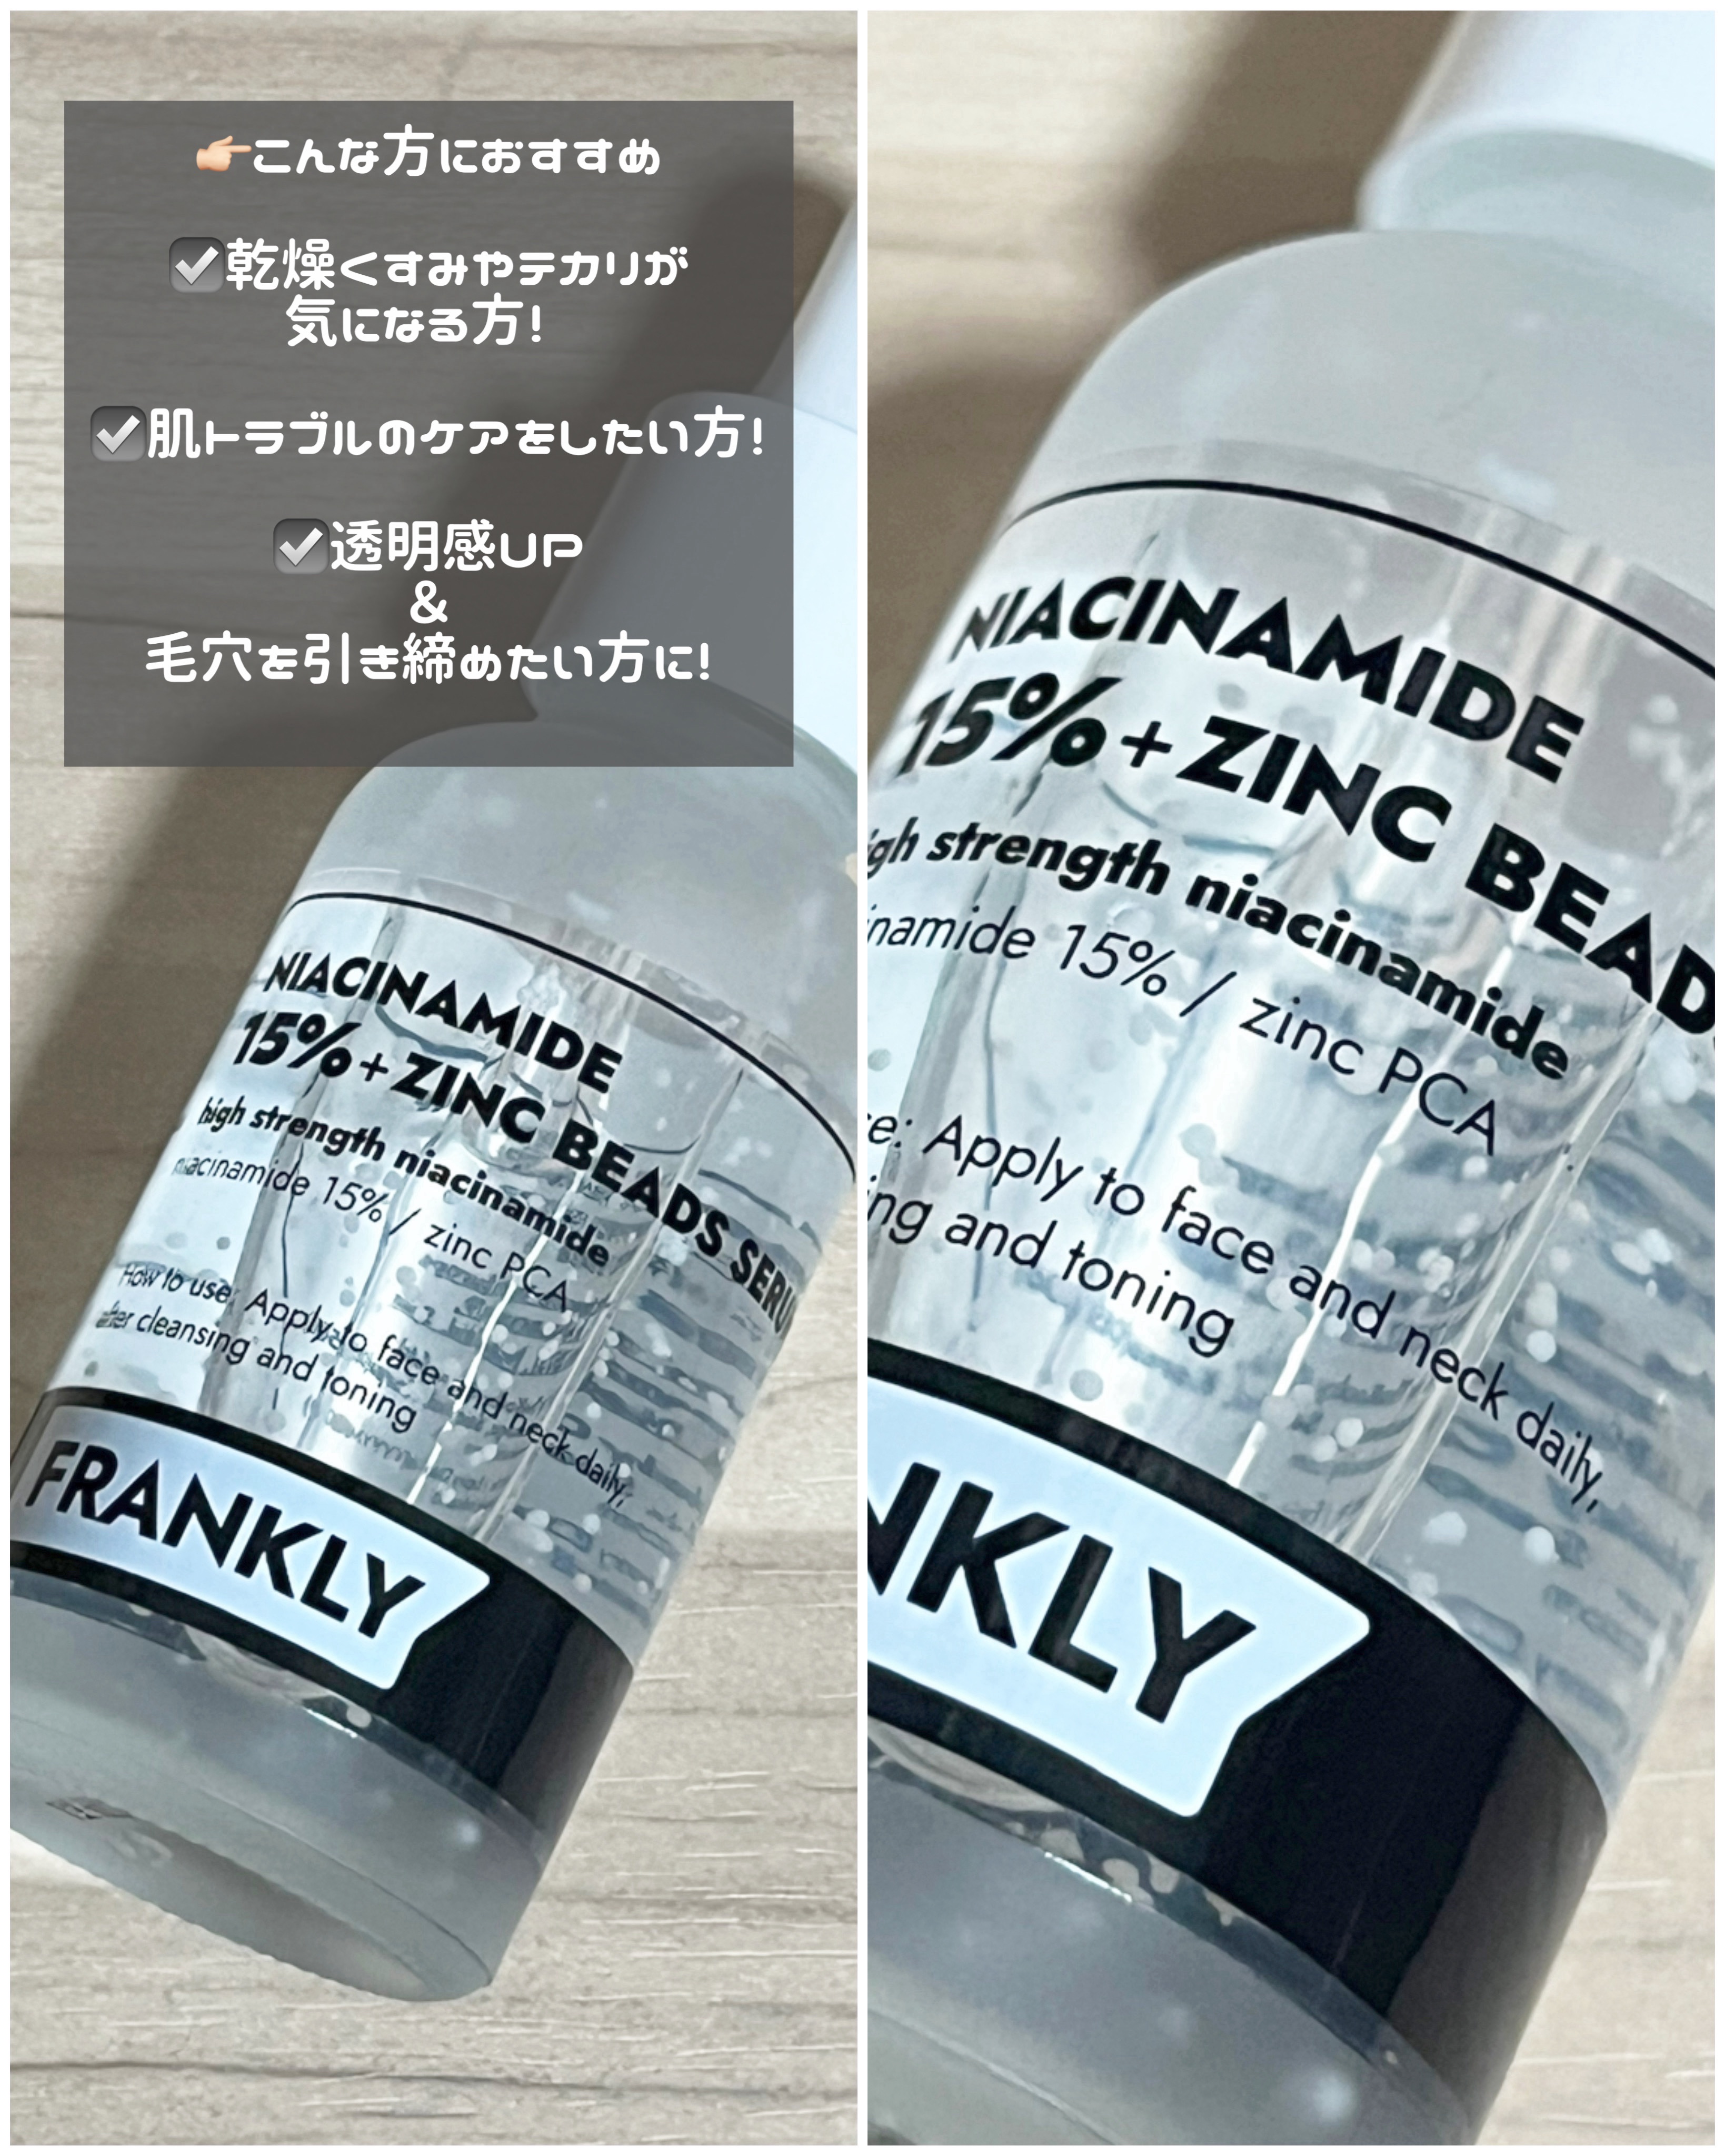 👉🏻こんな方におすすめ
☑乾燥くすみやテカリが
気になる方!
☑肌トラブルのケアをしたい方!
☑透明感UP
&
毛穴を引き締めたい方に!
NIACINAMIDE
15% + ZINC BEADS SERU
high strength niacinamide
niacinamide 15% / zinc PCA
How to use: Apply to face and neck daily,
after cleansing and toning
FRANKLY
NIACINAMIDE
15% + ZINC BEADS
igh strength niacinamide
inamide 15% / zinc PCA
e: Apply to face and neck daily,
ing and toning
NKLY